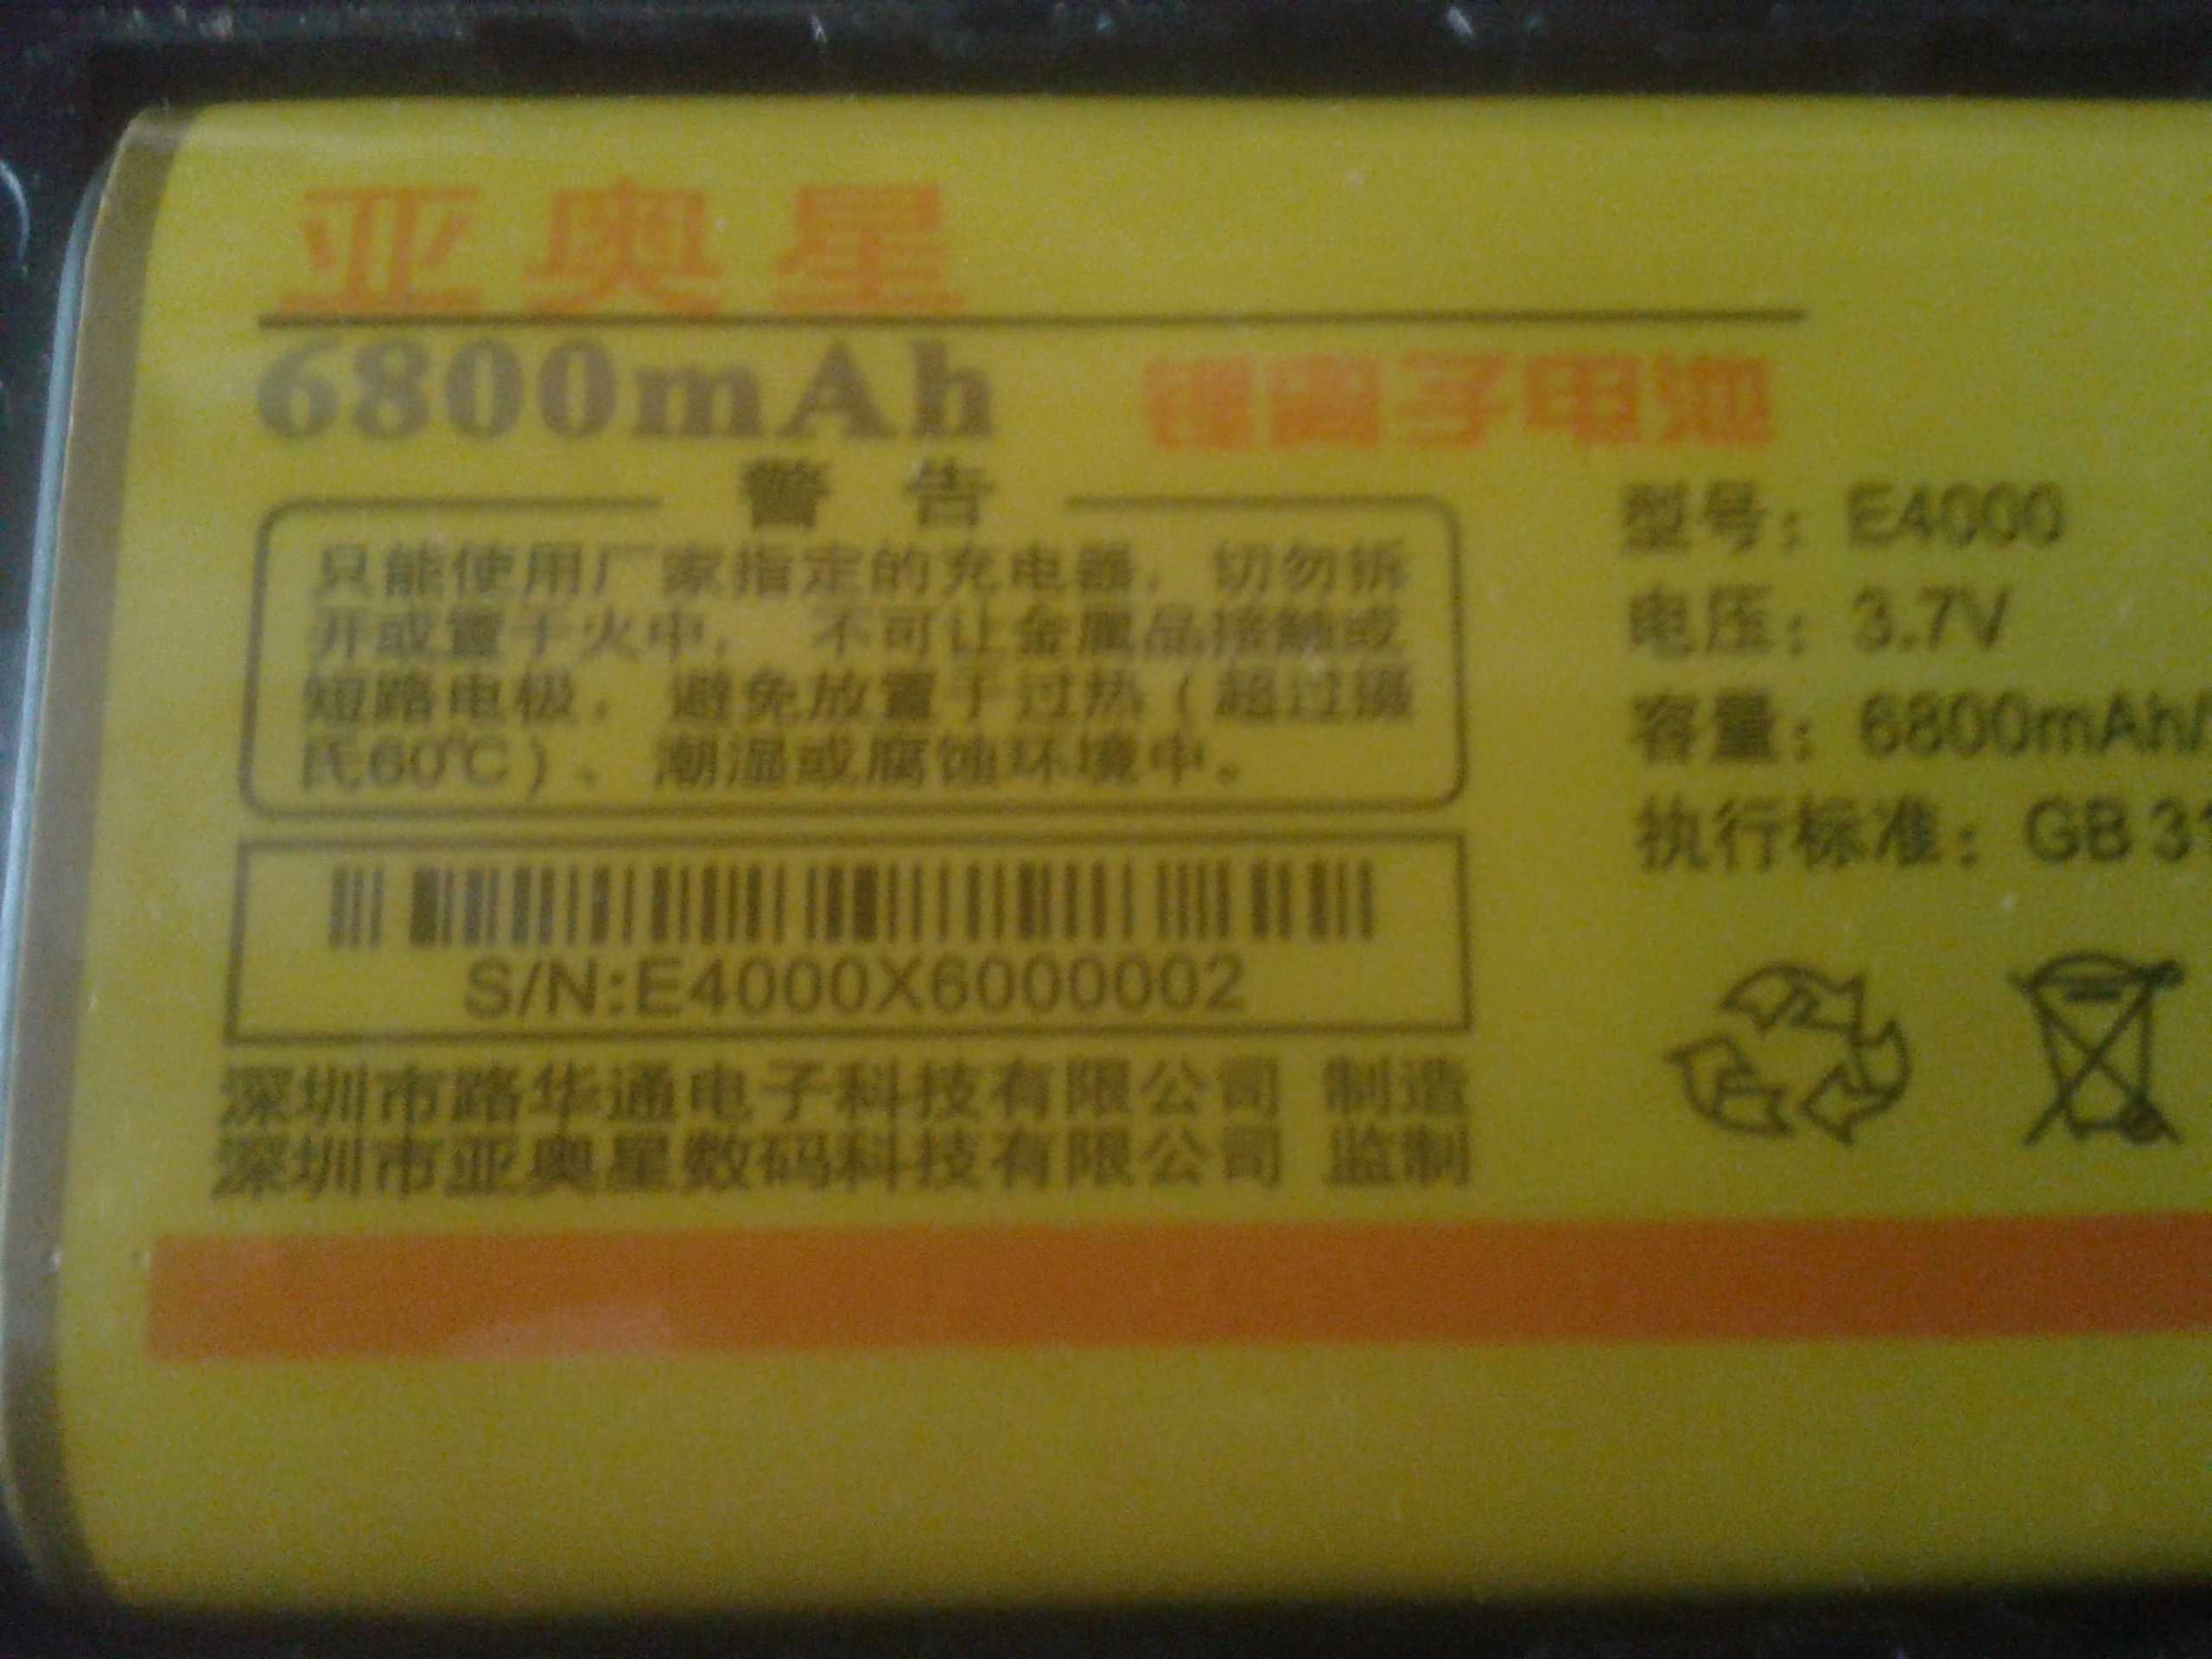 亚奥星
6800mAh 锂离子电池
警告
只能使用厂家指定的充电器，切勿拆
开或置于火中，不可让金属品接触或
短路电极，避免放置于过热（超过摄
氏60℃）、潮湿或腐蚀环境中。
S/N:E4000X6000002
深圳市路华通电子科技有限公司 制造
深圳市亚奥星数码科技有限公司 监制
型号：E4000
电压：3.7V
容量：6800mAh/
执行标准：GB 31